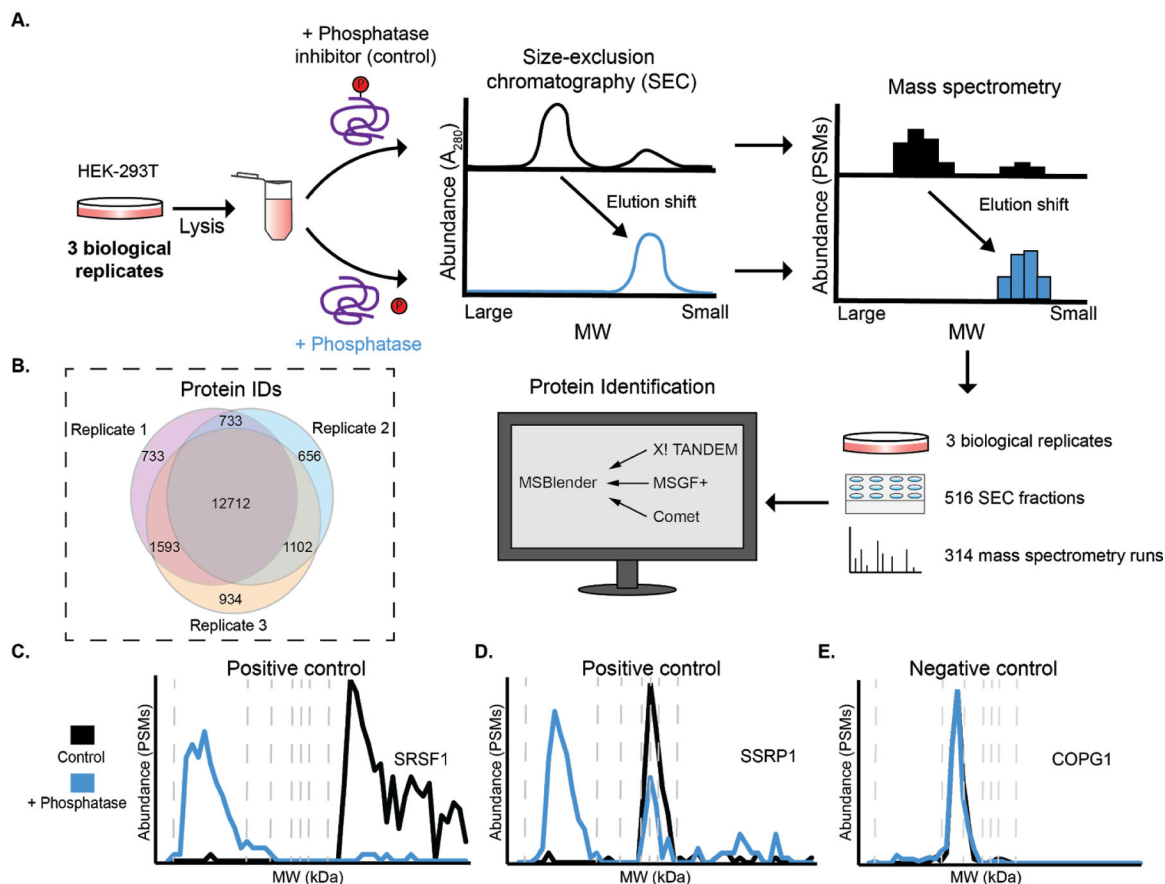 A.
+ Phosphatase
inhibitor (control)
P
HEK-293T
Lysis
3 biological
replicates
P
+ Phosphatase
Size-exclusion
chromatography (SEC)
Abundance (A280)
Elution shift
Large
Small
MW
Mass spectrometry
Abundance (PSMs)
Elution shift
Large
Small
MW
B.
Protein IDs
Replicate 1
733
Replicate 2
733
656
12712
1593
1102
934
Replicate 3
Protein Identification
X! TANDEM
MSBlender
MSGF+
Comet
3 biological replicates
516 SEC fractions
314 mass spectrometry runs
C.
Positive control
Control
+ Phosphatase
Abundance (PSMs)
SRSF1
MW (kDa)
D.
Positive control
Abundance (PSMs)
SSRP1
MW (kDa)
E.
Negative control
Abundance (PSMs)
COPG1
MW (kDa)